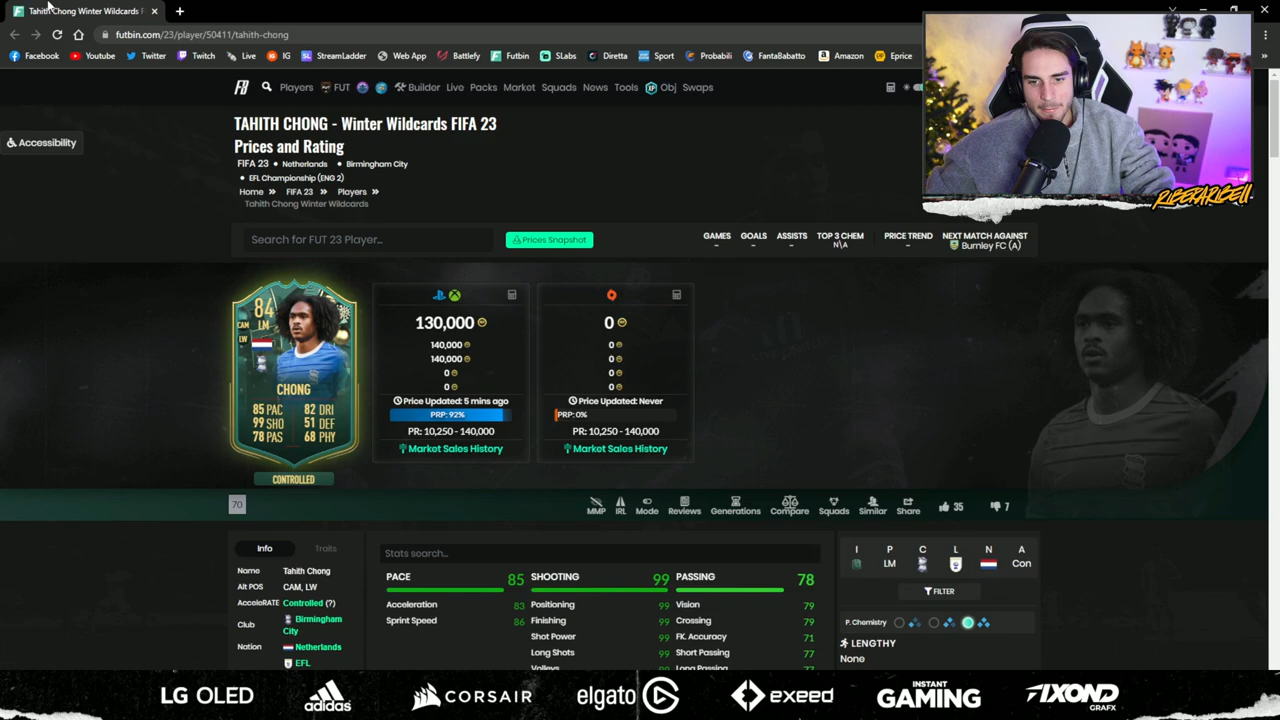 Tahith Chong Winter Wildcards F
futbin.com/23/player/50411/tahith-chong
Facebook Youtube Twitter Twitch Live IG StreamLadder Web App Battlefy Futbin SLabs Diretta Sport Probabili FantaBabatto Amazon Eprice
Players FUT Builder Live Packs Market Squads News Tools Obj Swaps
Accessibility
TAHITH CHONG - Winter Wildcards FIFA 23
Prices and Rating
FIFA 23 • Netherlands • Birmingham City
• EFL Championship (ENG 2)
Home » FIFA 23 » Players »
Tahith Chong Winter Wildcards
RIBERARIBELL
Search for FUT 23 Player...
Prices Snapshot
GAMES GOALS ASSISTS TOP 3 CHEM PRICE TREND NEXT MATCH AGAINST
- - - N\A - Burnley FC (A)
84
LM
CAM
LW
CHONG
85 PAC 82 DRI
99 SHO 51 DEF
78 PAS 68 PHY
CONTROLLED
130,000
140,000
140,000
0
0
Price Updated: 5 mins ago
PRP: 92%
PR: 10,250 - 140,000
Market Sales History
0
0
0
0
0
Price Updated: Never
PRP: 0%
PR: 10,250 - 140,000
Market Sales History
70
MMP IRL Mode Reviews Generations Compare Squads Similar Share 35 7
Info Traits
Name Tahith Chong
Alt POS CAM, LW
AcceleRATE Controlled (?)
Club Birmingham
City
Nation Netherlands
EFL
Stats search...
PACE 85
Acceleration 83
Sprint Speed 86
SHOOTING 99
Positioning 99
Finishing 99
Shot Power 99
Long Shots 99
Volleys 99
PASSING 78
Vision 79
Crossing 79
FK. Accuracy 71
Short Passing 77
Long Passing 77
I P C L N A
LM Con
FILTER
P. Chemistry
LENGTHY
None
LG OLED adidas CORSAIR elgato exeed INSTANT GAMING FIXOND GRAFX